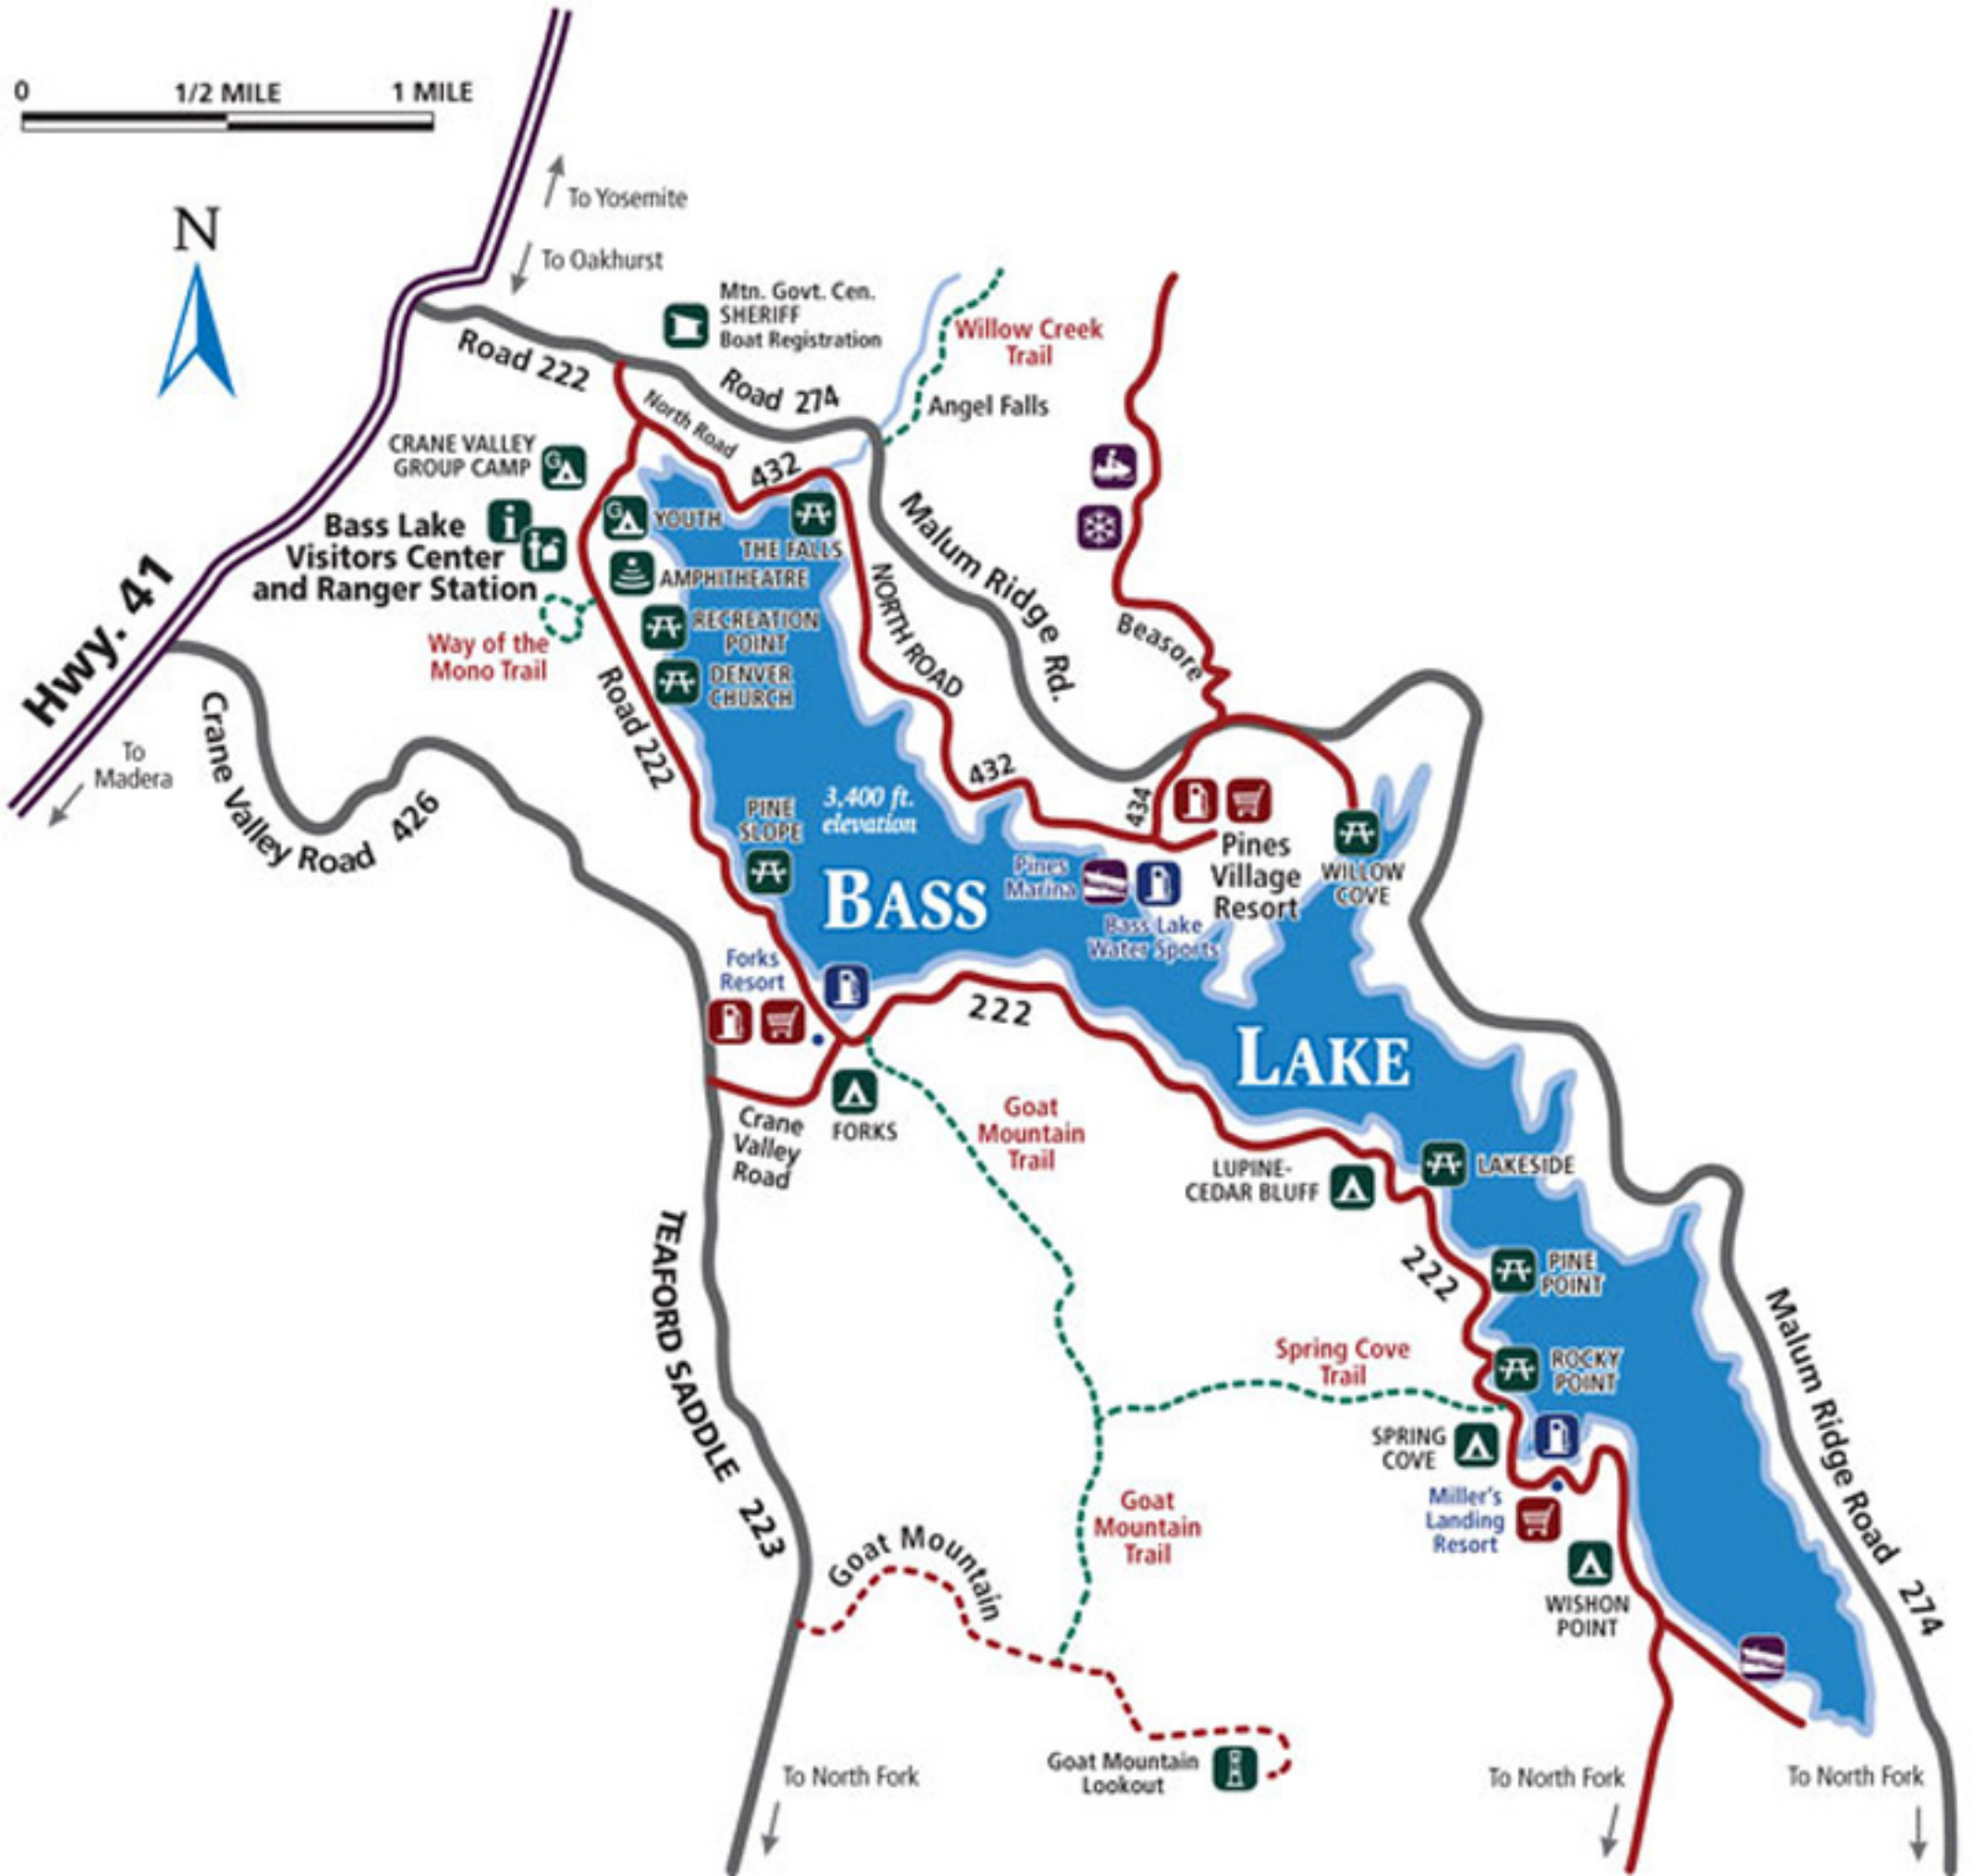 0 1/2 MILE 1 MILE
N
To Yosemite
To Oakhurst
Mtn. Govt. Cen.
SHERIFF
Boat Registration
Willow Creek
Trail
Road 222
Road 274
North Road
Angel Falls
CRANE VALLEY
GROUP CAMP
G
432
Bass Lake
Visitors Center
and Ranger Station
i
G
YOUTH
THE FALLS
AMPHITHEATRE
Malum Ridge Rd.
Hwy. 41
Way of the
Mono Trail
RECREATION
POINT
DENVER
CHURCH
NORTH ROAD
Beasore
Road 222
To
Madera
Crane Valley Road 426
PINE
SLOPE
3,400 ft.
elevation
432
434
Pines
Village
Resort
WILLOW
COVE
Pines
Marina
Bass Lake
Water Sports
BASS
Forks
Resort
222
LAKE
Crane
Valley
Road
FORKS
Goat
Mountain
Trail
LUPINE-
CEDAR BLUFF
LAKESIDE
TEAFORD SADDLE 223
222
PINE
POINT
Spring Cove
Trail
ROCKY
POINT
Malum Ridge Road 274
SPRING
COVE
Goat
Mountain
Trail
Miller's
Landing
Resort
Goat Mountain
WISHON
POINT
Goat Mountain
Lookout
To North Fork
To North Fork
To North Fork